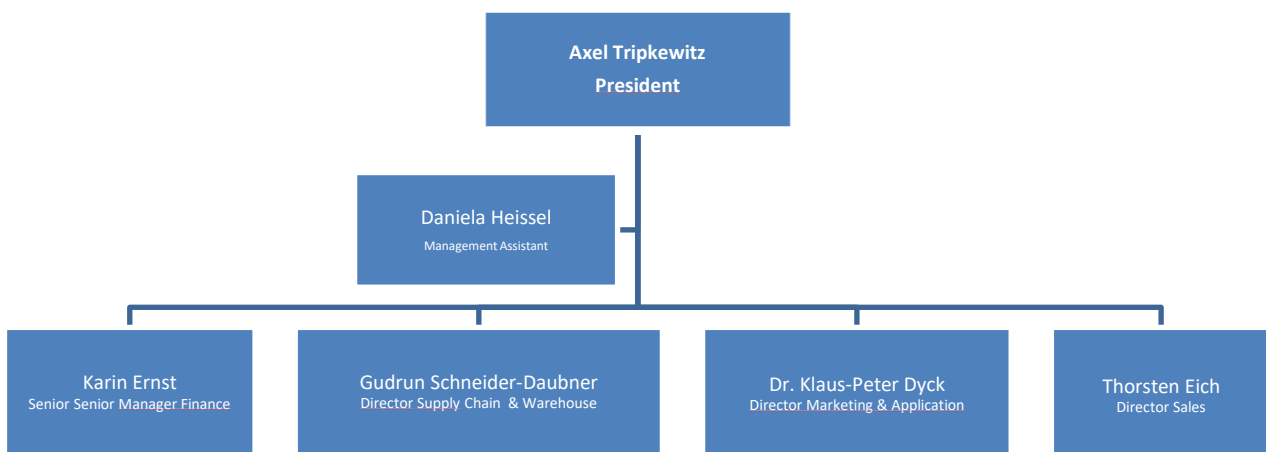 Axel Tripkewitz
President
Daniela Heissel
Management Assistant
Karin Ernst
Senior Senior Manager Finance
Gudrun Schneider-Daubner
Director Supply Chain & Warehouse
Dr. Klaus-Peter Dyck
Director Marketing & Application
Thorsten Eich
Director Sales